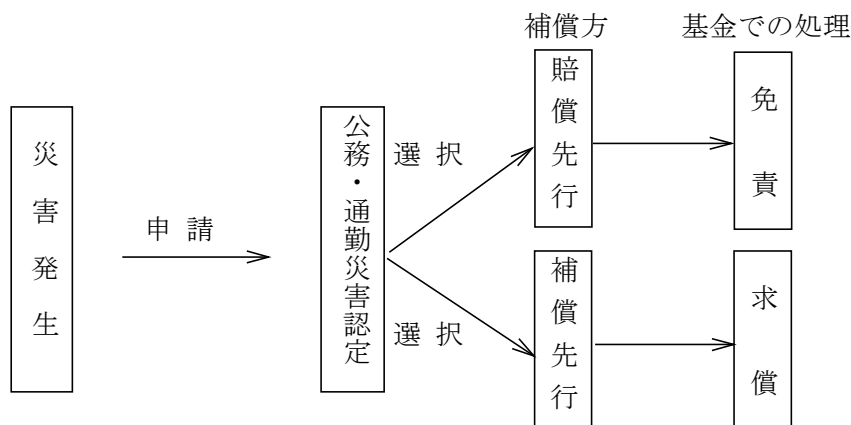 補償方
基金での処理
災害発生
申請
公務・通勤災害認定
選択
賠償先行
免責
選択
補償先行
求償